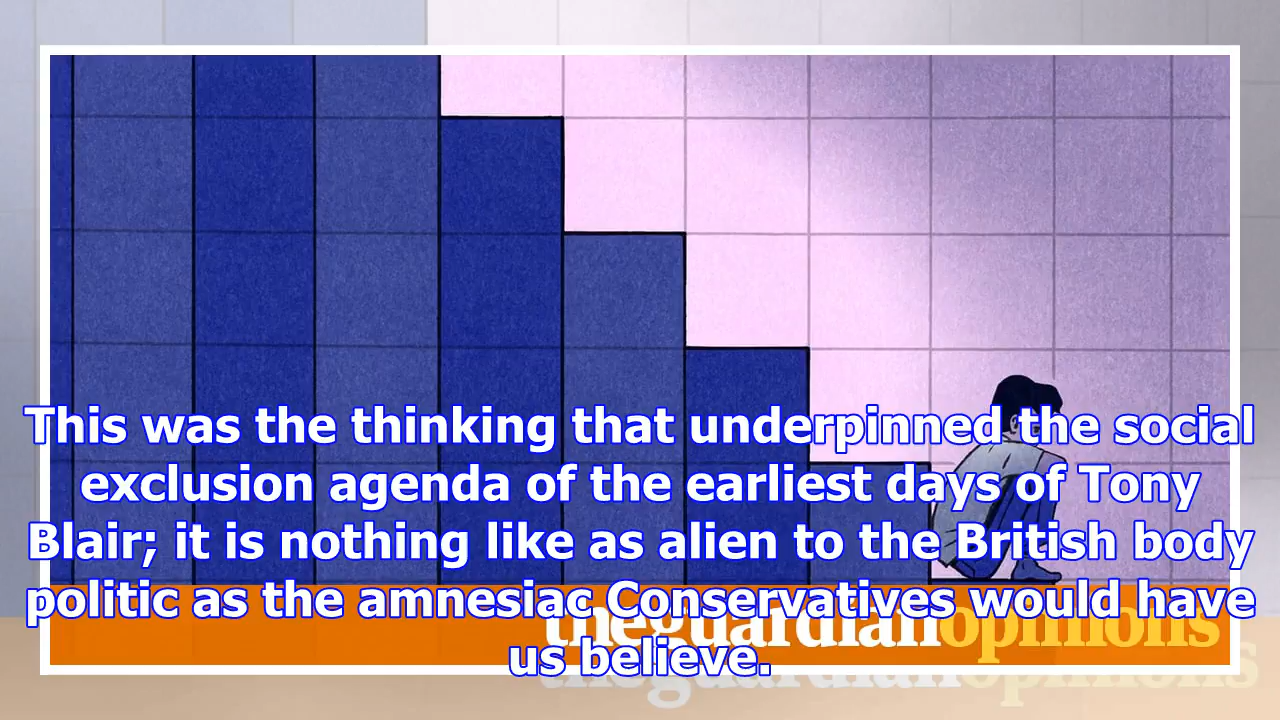 This was the thinking that underpinned the social
exclusion agenda of the earliest days of Tony
Blair; it is nothing like as alien to the British body
politic as the amnesiac Conservatives would have
us believe.
theguardianopinions
theguardianopinions